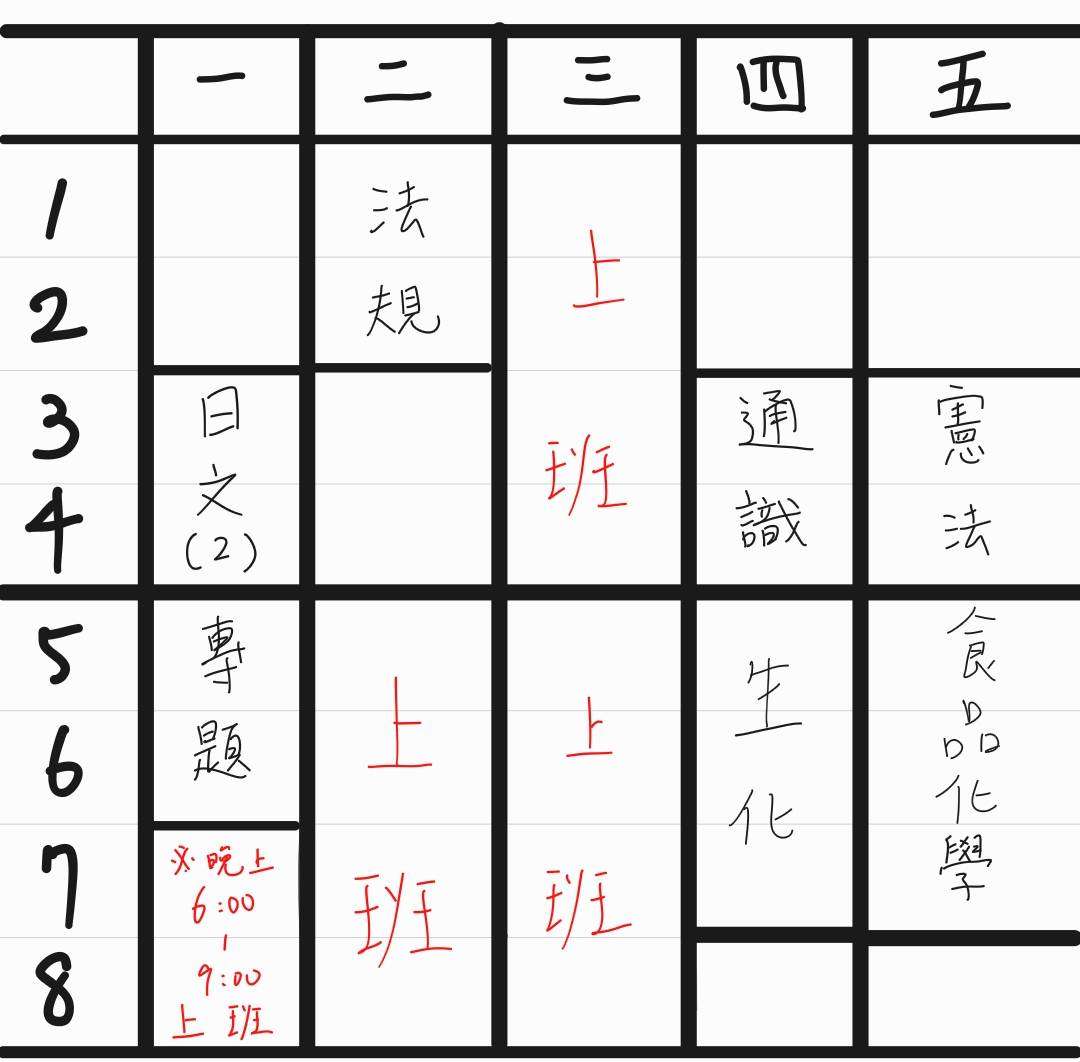 一 二 三 四 五
1
2
3
4
5
6
7
8
日
文
(2)
專
題
※晚上
6:00
|
9:00
上 班
法
規
上
班
上
班
上
班
通
識
生
化
憲
法
食
品
化
學